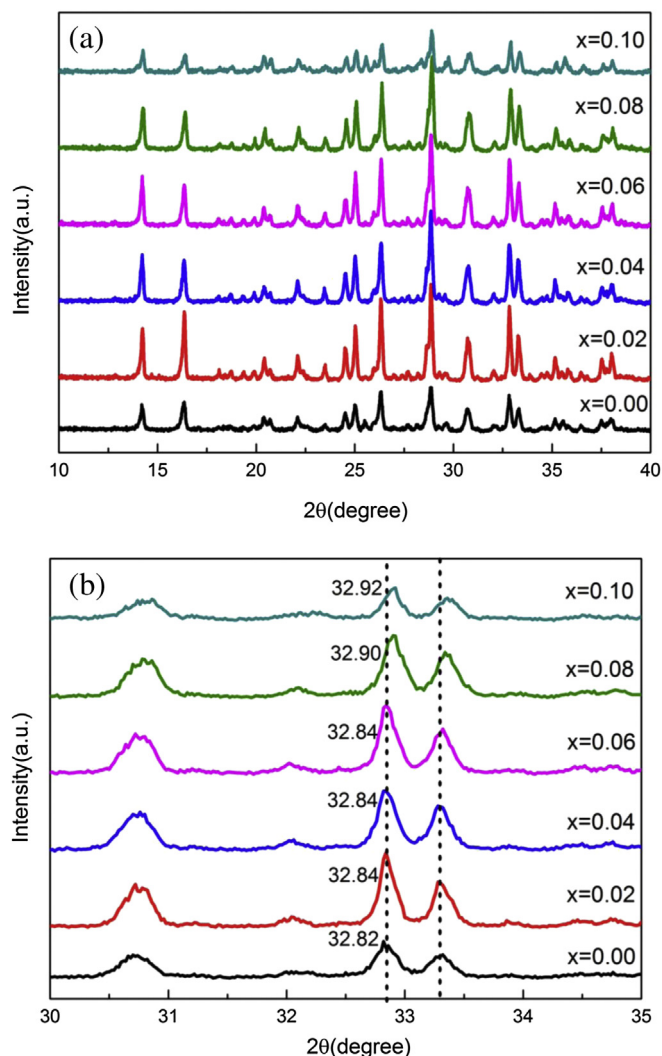 (a)
x=0.10
x=0.08
x=0.06
x=0.04
x=0.02
x=0.00
Intensity(a.u.)
10 15 20 25 30 35 40
2θ(degree)
(b)
32.92 x=0.10
32.90 x=0.08
32.84 x=0.06
32.84 x=0.04
32.84 x=0.02
32.82 x=0.00
Intensity(a.u.)
30 31 32 33 34 35
2θ(degree)